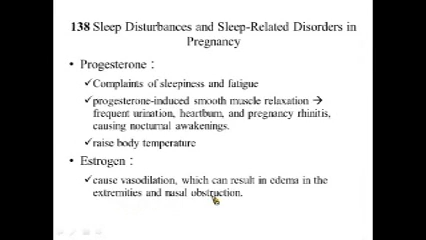 138 Sleep Disturbances and Sleep-Related Disorders in
Pregnancy
• Progesterone :
✓Complaints of sleepiness and fatigue
✓progesterone-induced smooth muscle relaxation →
frequent urination, heartburn, and pregnancy rhinitis,
causing nocturnal awakenings.
✓raise body temperature
• Estrogen :
✓cause vasodilation, which can result in edema in the
extremities and nasal obstruction.